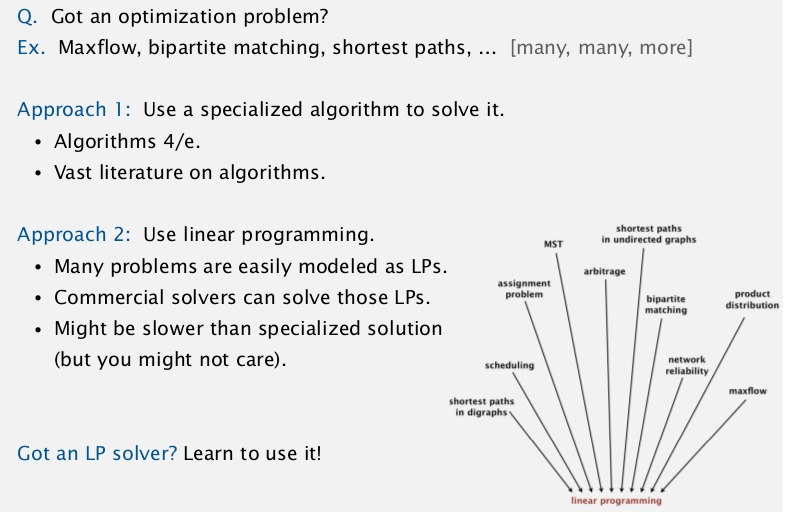 Q. Got an optimization problem?
Ex. Maxflow, bipartite matching, shortest paths, … [many, many, more]
Approach 1: Use a specialized algorithm to solve it.
• Algorithms 4/e.
• Vast literature on algorithms.
Approach 2: Use linear programming.
• Many problems are easily modeled as LPs.
• Commercial solvers can solve those LPs.
• Might be slower than specialized solution
(but you might not care).
Got an LP solver? Learn to use it!
shortest paths
in digraphs
scheduling
assignment
problem
MST
arbitrage
shortest paths
in undirected graphs
bipartite
matching
network
reliability
product
distribution
maxflow
linear programming